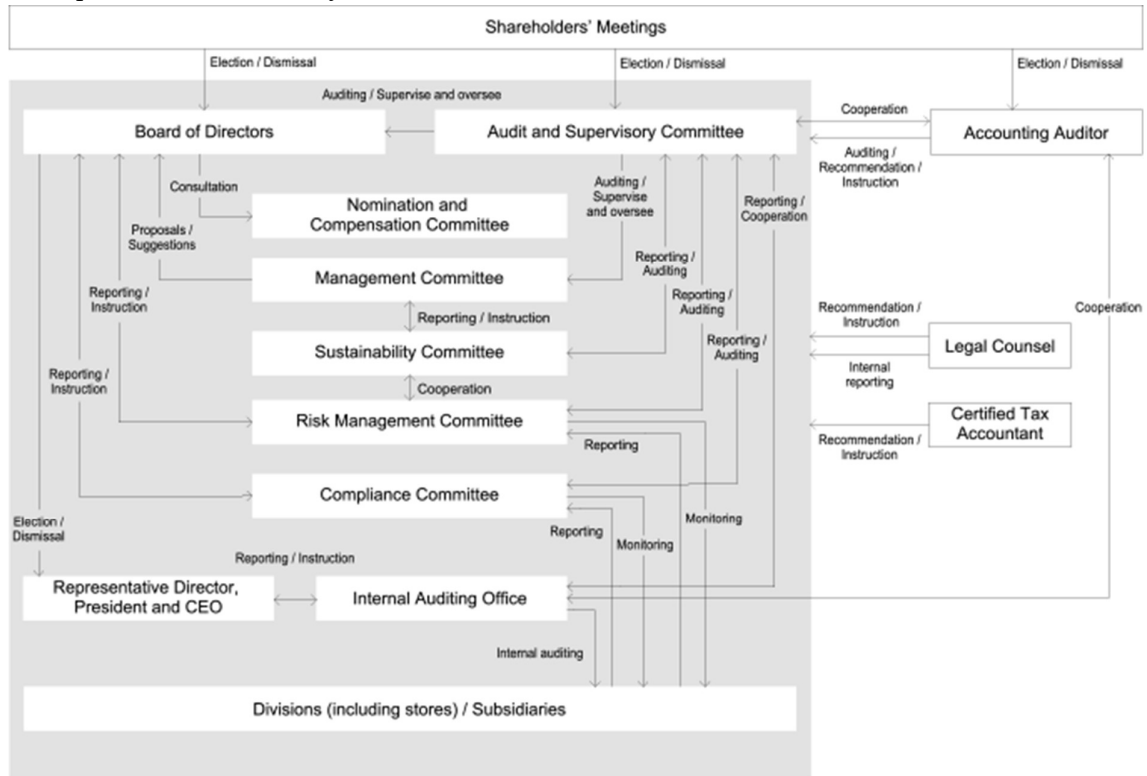 Shareholders' Meetings
Election / Dismissal
Election / Dismissal
Election / Dismissal
Auditing / Supervise and oversee
Board of Directors
Audit and Supervisory Committee
Cooperation
Accounting Auditor
Auditing /
Recommendation /
Instruction
Consultation
Auditing /
Supervise
and oversee
Reporting /
Cooperation
Nomination and
Compensation Committee
Proposals /
Suggestions
Reporting /
Auditing
Management Committee
Reporting /
Instruction
Reporting /
Auditing
Cooperation
Reporting / Instruction
Recommendation /
Instruction
Reporting /
Auditing
Sustainability Committee
Legal Counsel
Reporting /
Instruction
Cooperation
Internal
reporting
Risk Management Committee
Certified Tax
Accountant
Reporting
Recommendation /
Instruction
Compliance Committee
Election /
Dismissal
Reporting
Monitoring
Monitoring
Reporting / Instruction
Representative Director,
President and CEO
Internal Auditing Office
Internal auditing
Divisions (including stores) / Subsidiaries